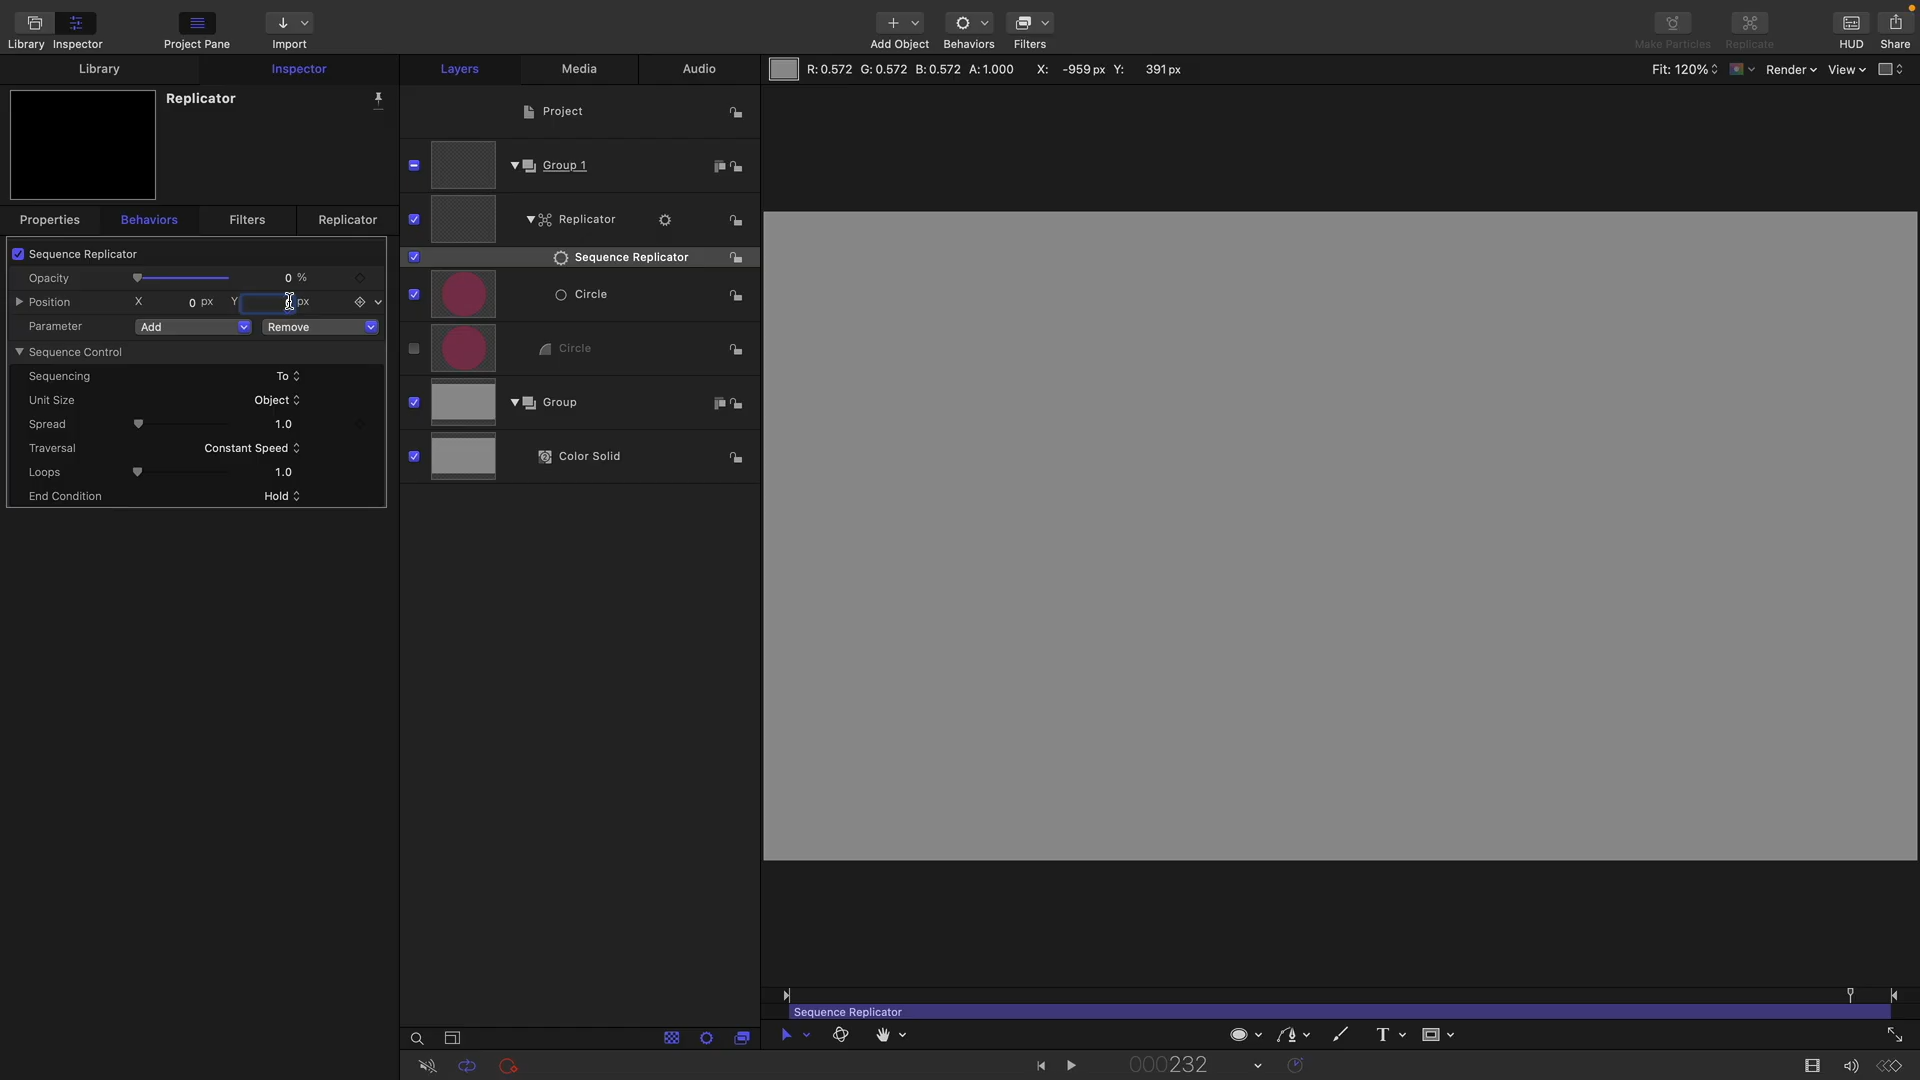 Library Inspector Project Pane Import Add Object Behaviors Filters Make Particles Replicate HUD Share
Library Inspector Layers Media Audio R: 0.572 G: 0.572 B: 0.572 A: 1.000 X: -959 px Y: 391 px Fit: 120% Render View
Replicator
Project
Group 1
Properties Behaviors Filters Replicator
Replicator
Sequence Replicator
Sequence Replicator
Opacity 0 %
Circle
Position X 0 px Y px
Parameter Add Remove
Circle
Sequence Control
Sequencing To
Unit Size Object
Group
Spread 1.0
Traversal Constant Speed
Color Solid
Loops 1.0
End Condition Hold
Sequence Replicator
T
000232